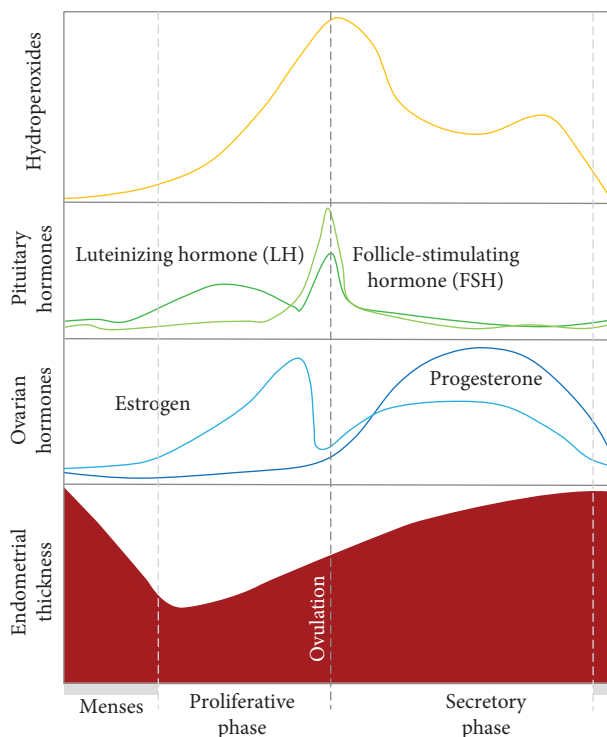 Hydroperoxides
Pituitary
hormones
Luteinizing hormone (LH)
Follicle-stimulating
hormone (FSH)
Ovarian
hormones
Estrogen
Progesterone
Endometrial
thickness
Ovulation
Menses
Proliferative
phase
Secretory
phase